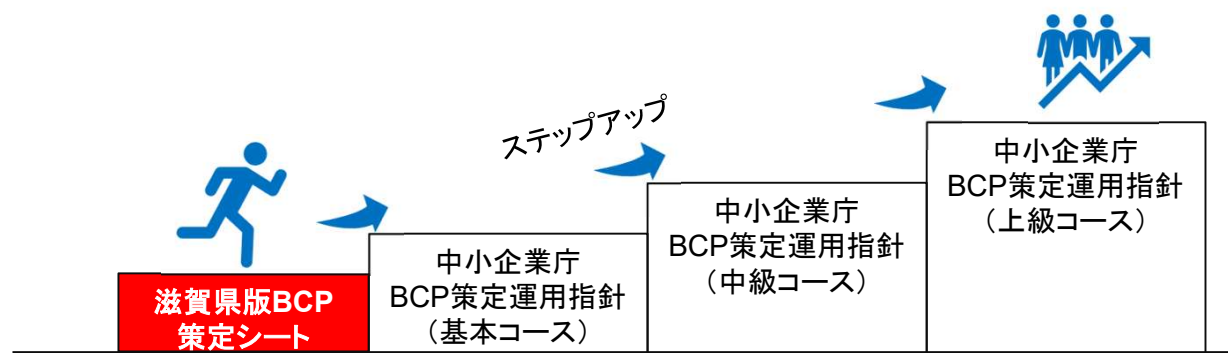 ステップアップ
滋賀県版BCP
策定シート
中小企業庁
BCP策定運用指針
（基本コース）
中小企業庁
BCP策定運用指針
（中級コース）
中小企業庁
BCP策定運用指針
（上級コース）